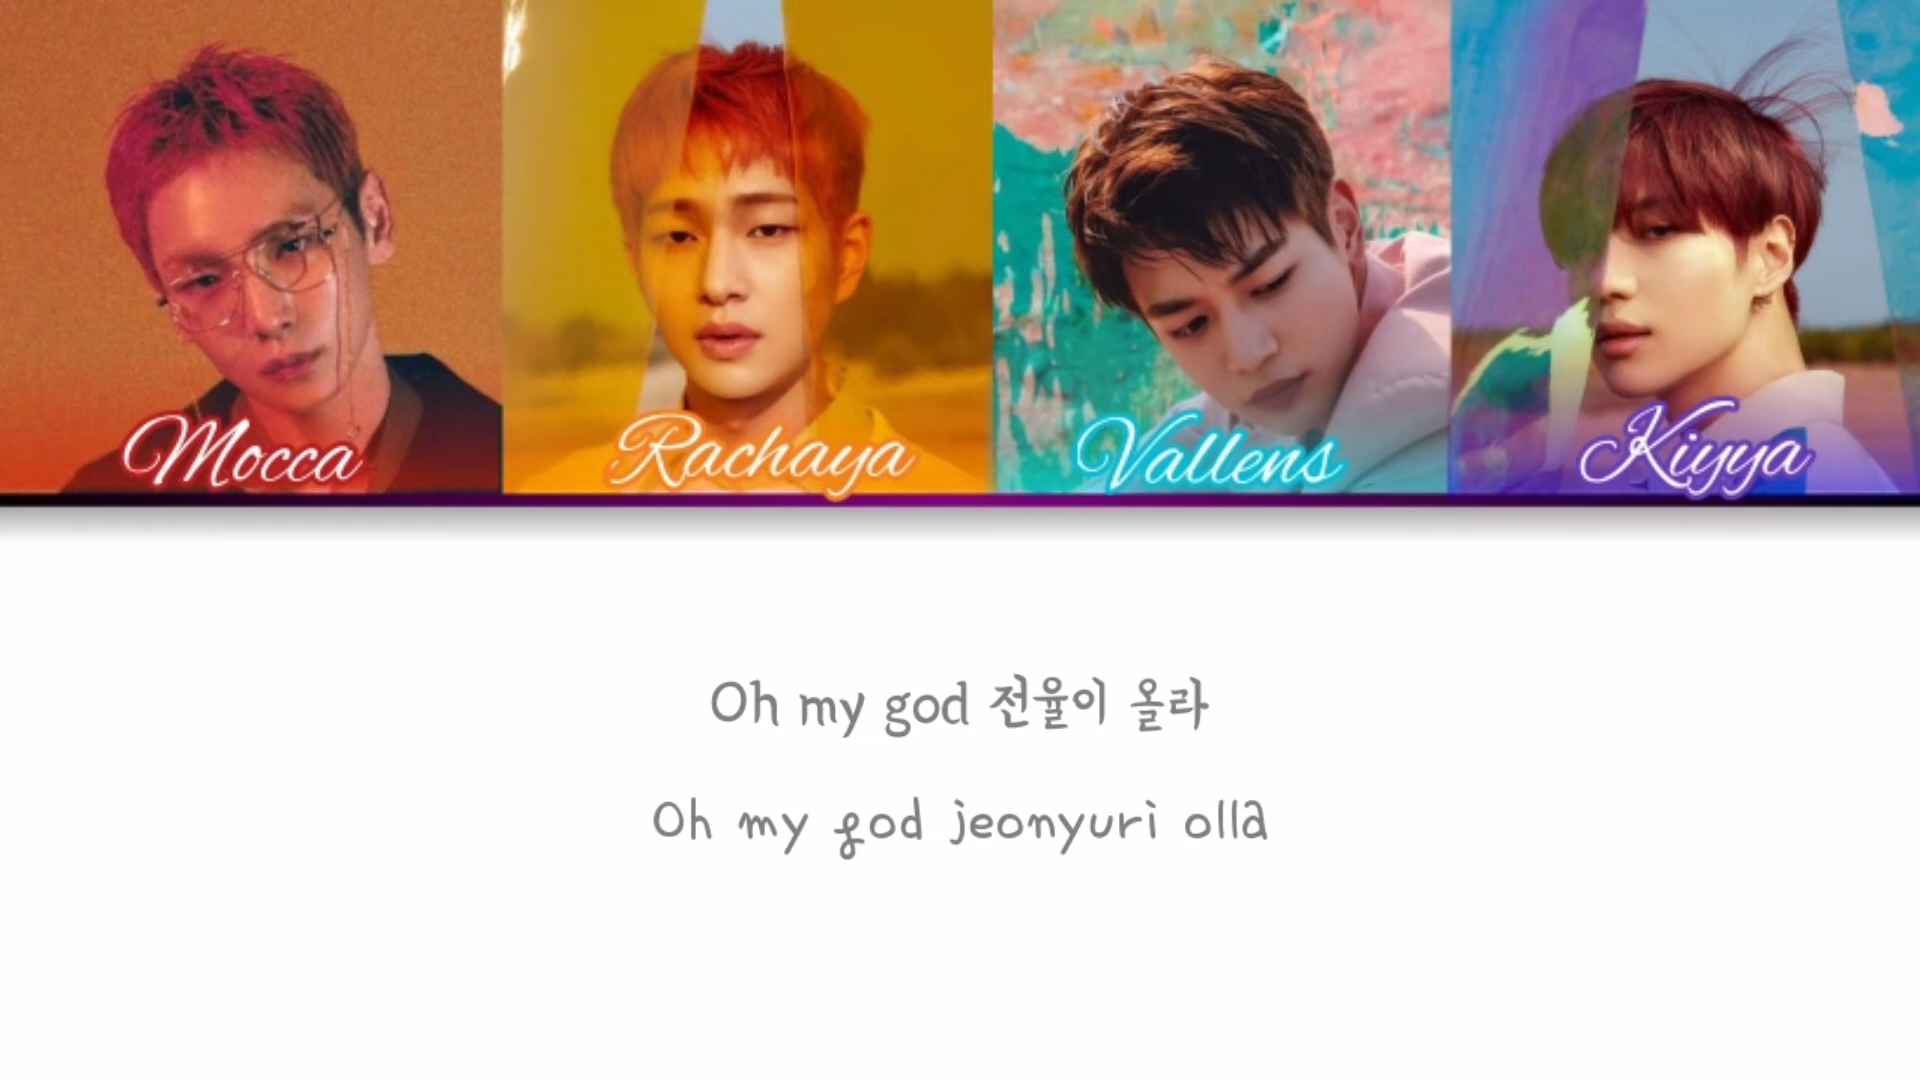 Mocca
Rachaya
Vallens
Kiyya
Oh my god 전율이 올라
Oh my god jeonyuri olla